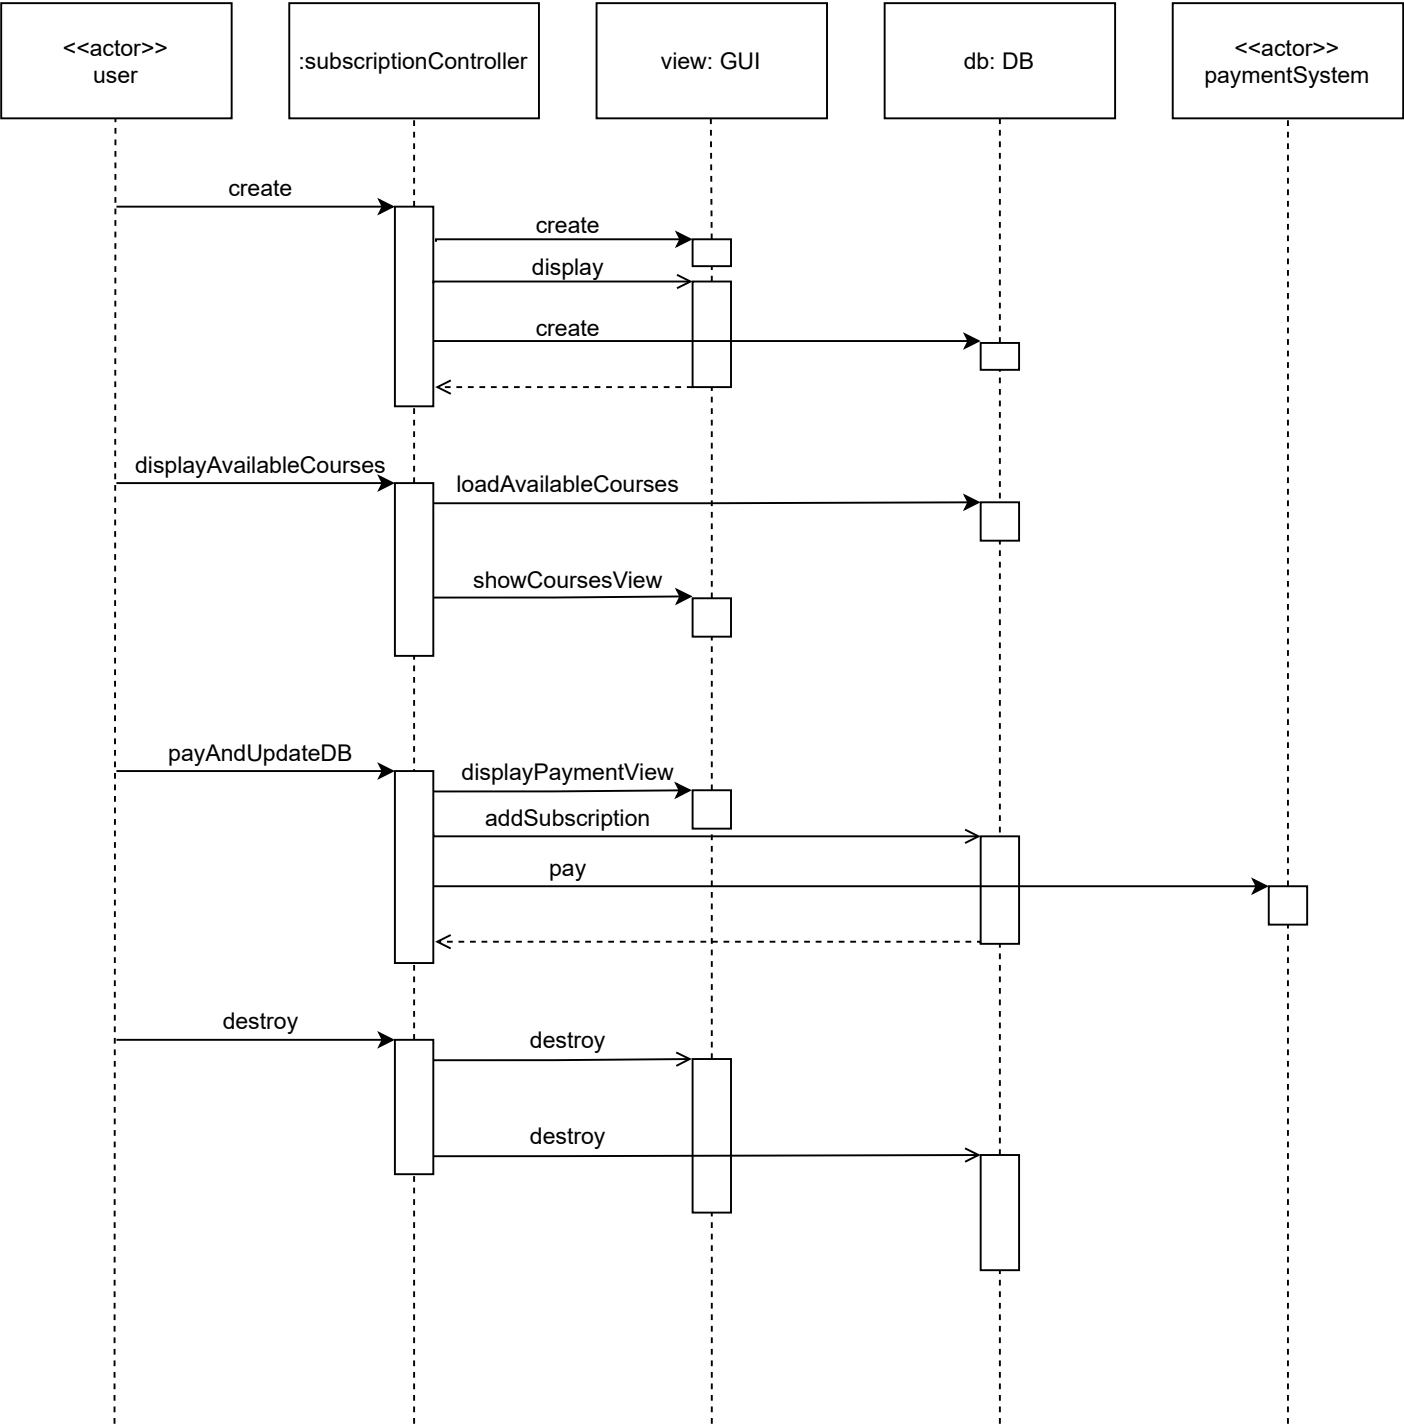 <<actor>>
user
:subscriptionController
view: GUI
db: DB
<<actor>>
paymentSystem
create
create
display
create
displayAvailableCourses
loadAvailableCourses
showCoursesView
payAndUpdateDB
displayPaymentView
addSubscription
pay
destroy
destroy
destroy